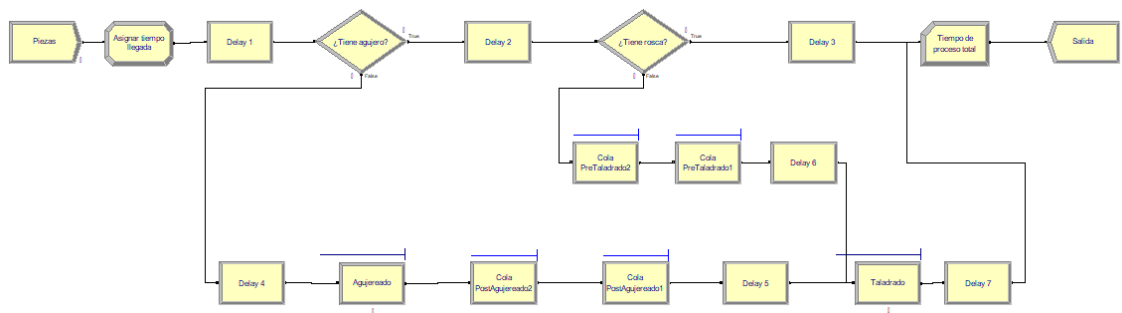 Piezas
Asignar tiempo
llegada
Delay 1
¿Tiene agujero?
True
False
Delay 2
¿Tiene rosca?
True
False
Delay 3
Tiempo de
proceso total
Salida
Cola
PreTaladrado2
Cola
PreTaladrado1
Delay 6
Delay 4
Agujereado
Cola
PostAgujereado2
Cola
PostAgujereado1
Delay 5
Taladrado
Delay 7